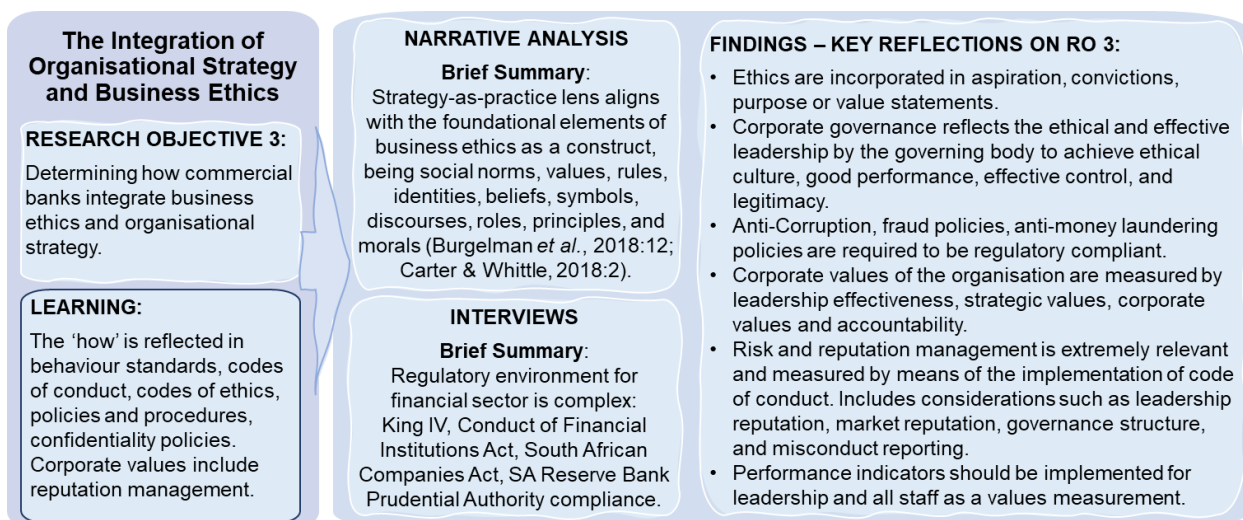 The Integration of
Organisational Strategy
and Business Ethics
RESEARCH OBJECTIVE 3:
Determining how commercial
banks integrate business
ethics and organisational
strategy.
LEARNING:
The ‘how’ is reflected in
behaviour standards, codes
of conduct, codes of ethics,
policies and procedures,
confidentiality policies.
Corporate values include
reputation management.
NARRATIVE ANALYSIS
Brief Summary:
Strategy-as-practice lens aligns
with the foundational elements of
business ethics as a construct,
being social norms, values, rules,
identities, beliefs, symbols,
discourses, roles, principles, and
morals (Burgelman et al., 2018:12;
Carter & Whittle, 2018:2).
INTERVIEWS
Brief Summary:
Regulatory environment for
financial sector is complex:
King IV, Conduct of Financial
Institutions Act, South African
Companies Act, SA Reserve Bank
Prudential Authority compliance.
FINDINGS – KEY REFLECTIONS ON RO 3:
• Ethics are incorporated in aspiration, convictions,
purpose or value statements.
• Corporate governance reflects the ethical and effective
leadership by the governing body to achieve ethical
culture, good performance, effective control, and
legitimacy.
• Anti-Corruption, fraud policies, anti-money laundering
policies are required to be regulatory compliant.
• Corporate values of the organisation are measured by
leadership effectiveness, strategic values, corporate
values and accountability.
• Risk and reputation management is extremely relevant
and measured by means of the implementation of code
of conduct. Includes considerations such as leadership
reputation, market reputation, governance structure,
and misconduct reporting.
• Performance indicators should be implemented for
leadership and all staff as a values measurement.